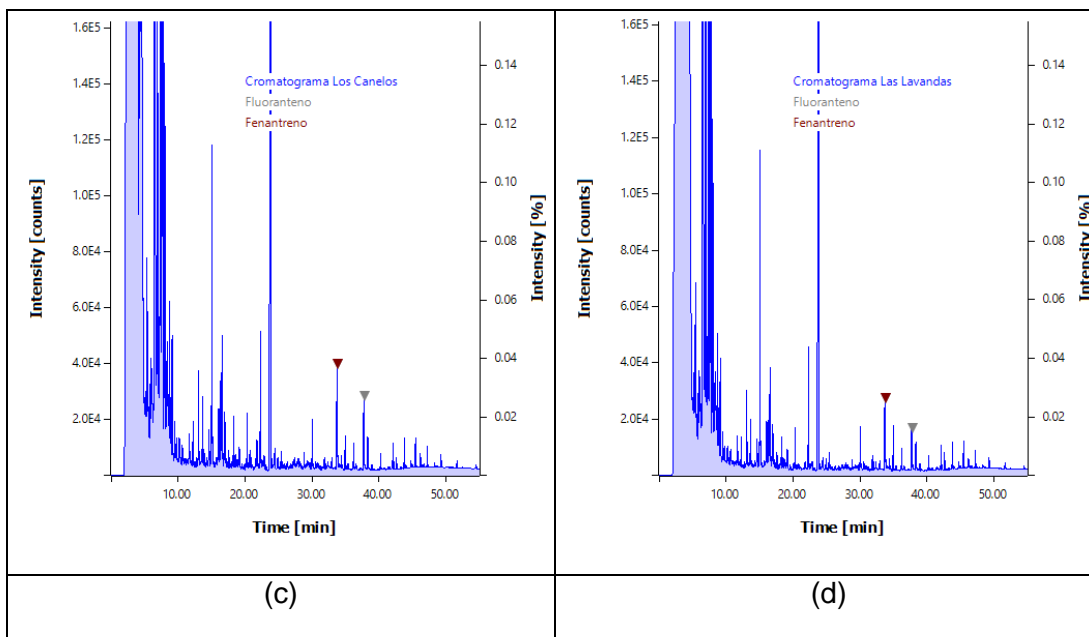 1.6E5
1.4E5
1.2E5
1.0E5
8.0E4
6.0E4
4.0E4
2.0E4
Intensity [counts]
Cromatograma Los Canelos
Fluoranteno
Fenantreno
0.14
0.12
0.10
0.08
0.06
0.04
0.02
Intensity [%]
10.00 20.00 30.00 40.00 50.00
Time [min]
(c)
1.6E5
1.4E5
1.2E5
1.0E5
8.0E4
6.0E4
4.0E4
2.0E4
Intensity [counts]
Cromatograma Las Lavandas
Fluoranteno
Fenantreno
0.14
0.12
0.10
0.08
0.06
0.04
0.02
Intensity [%]
10.00 20.00 30.00 40.00 50.00
Time [min]
(d)